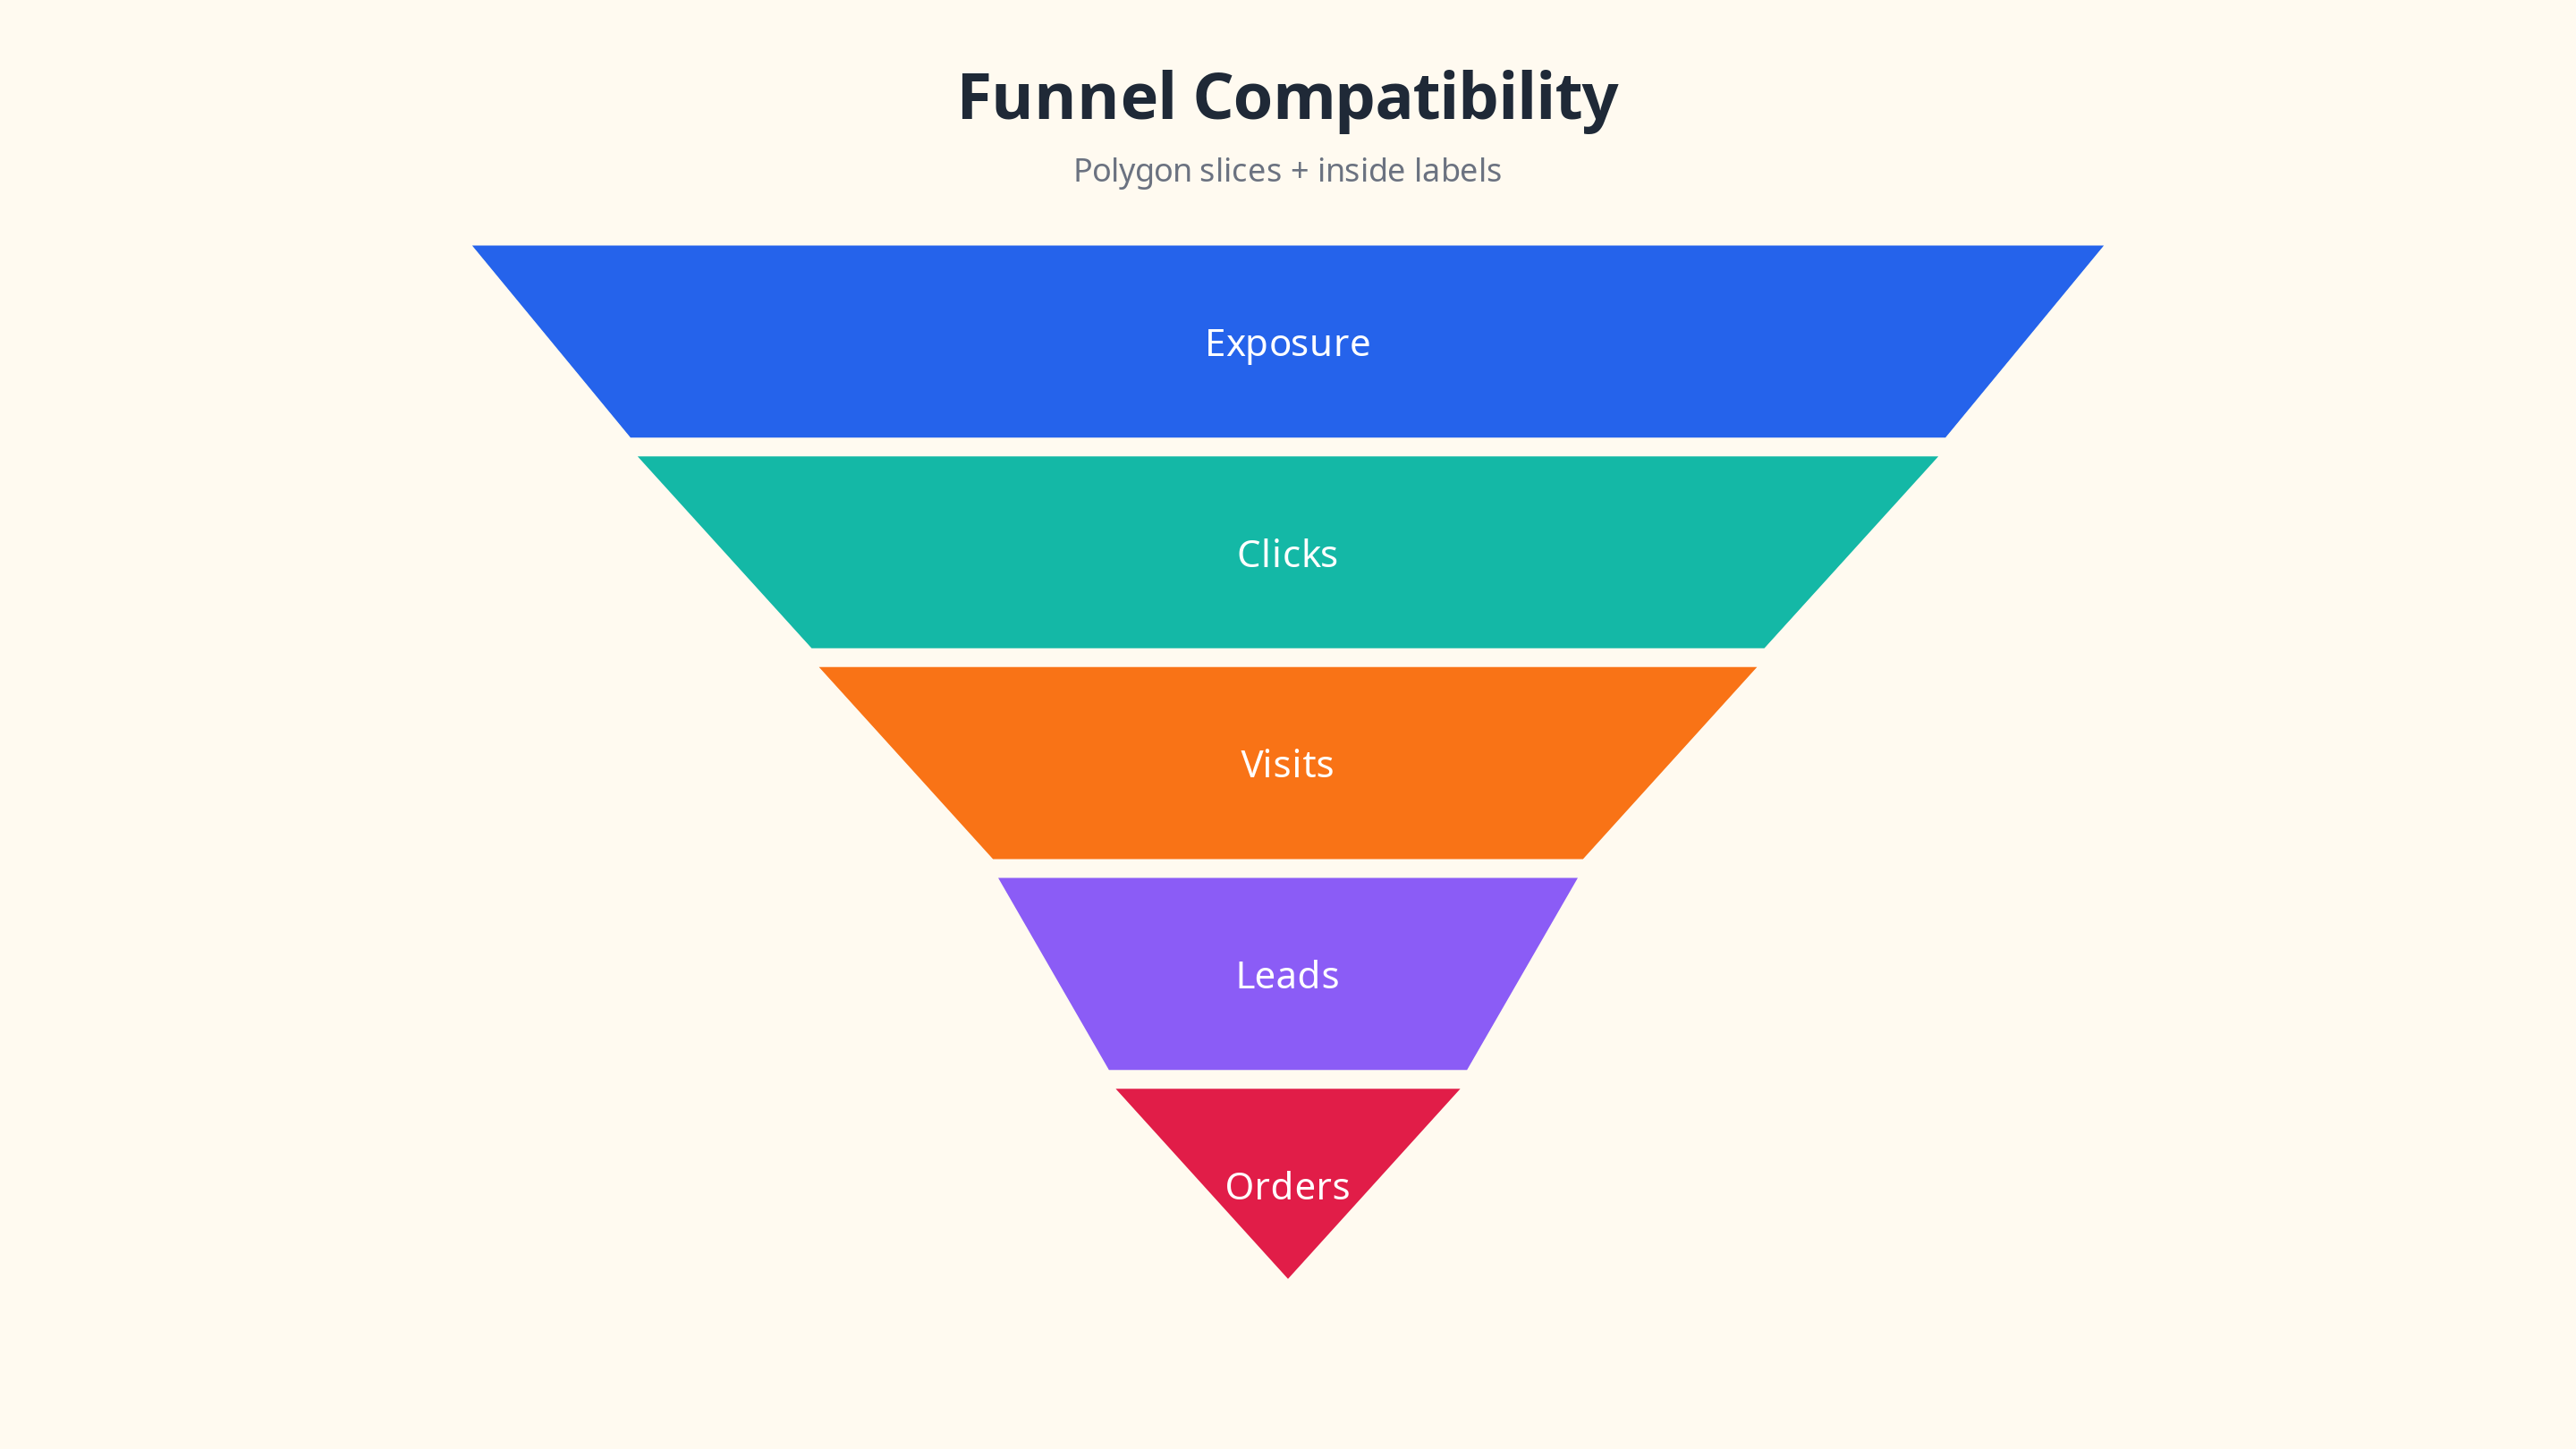 Funnel Compatibility
Polygon slices + inside labels
Exposure
Clicks
Visits
Leads
Orders